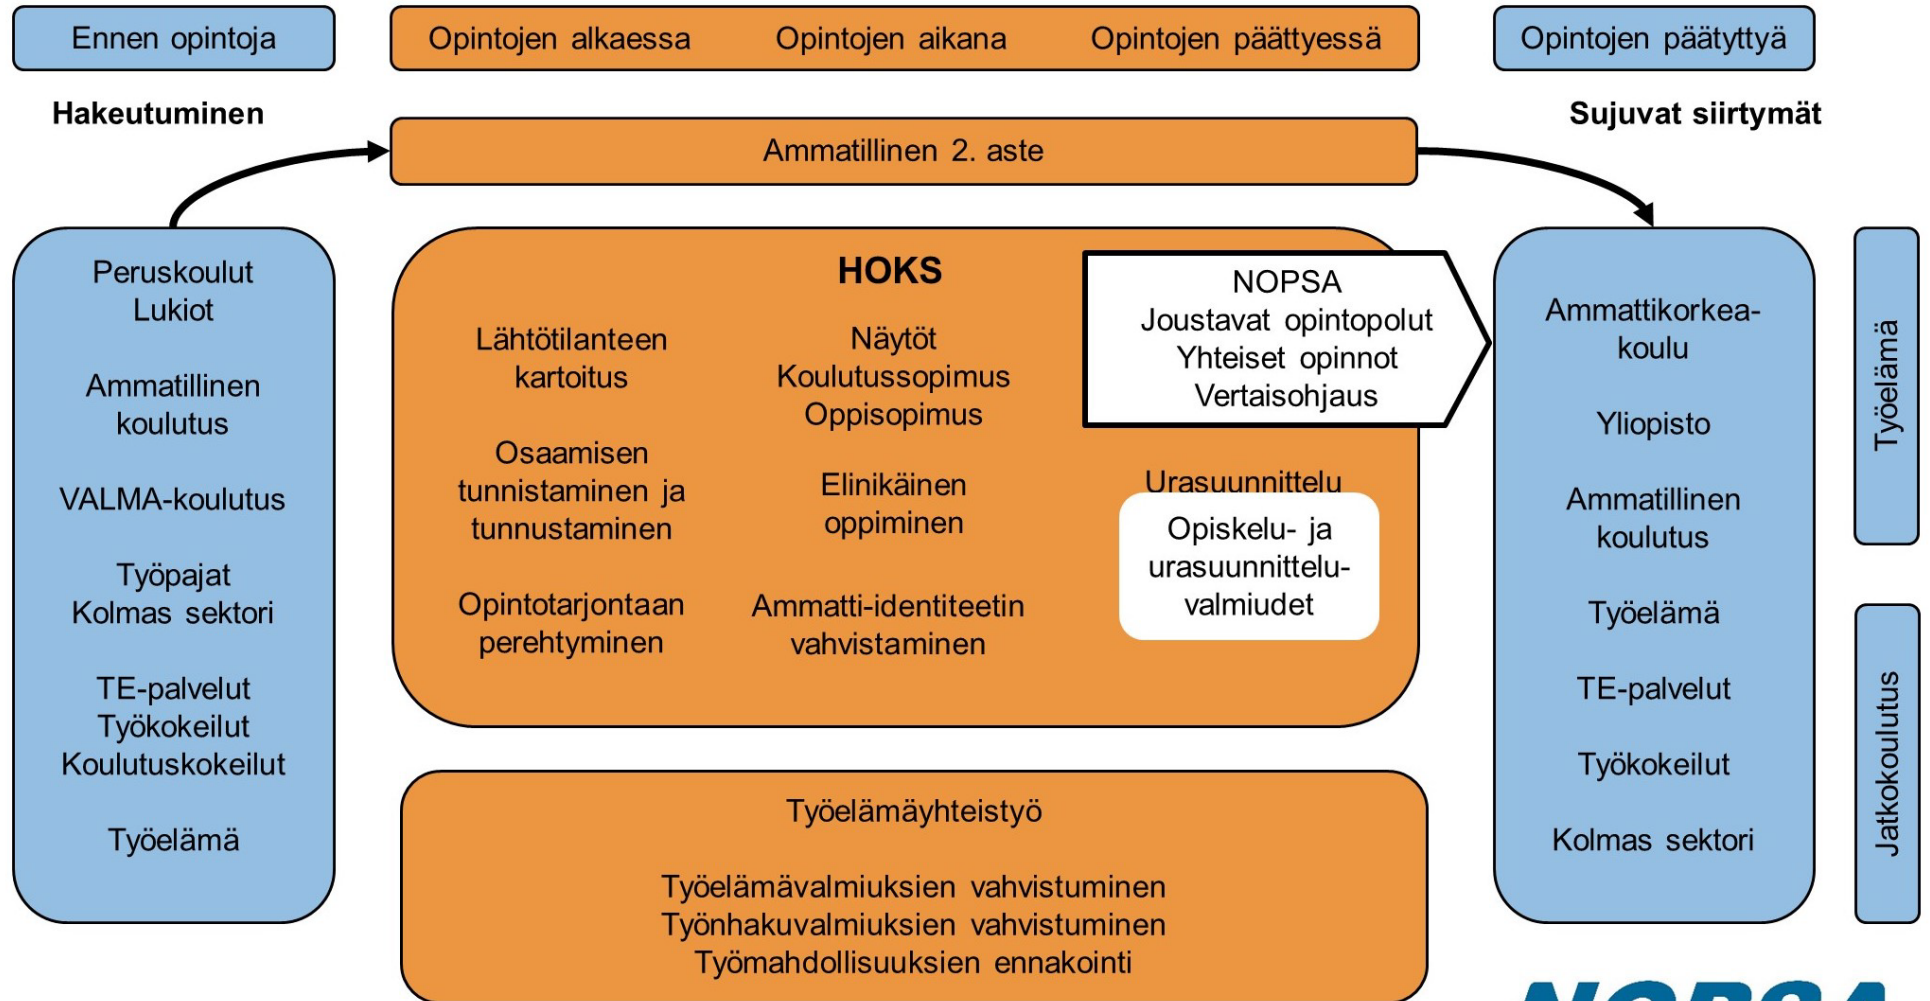 Ennen opintoja
Opintojen alkaessa
Opintojen aikana
Opintojen päättyessä
Opintojen päätyttyä
Hakeutuminen
Sujuvat siirtymät
Ammatillinen 2. aste
Peruskoulut
Lukiot
Ammatillinen
koulutus
VALMA-koulutus
Työpajat
Kolmas sektori
TE-palvelut
Työkokeilut
Koulutuskokeilut
Työelämä
HOKS
Lähtötilanteen
kartoitus
Osaamisen
tunnistaminen ja
tunnustaminen
Opintotarjontaan
perehtyminen
Näytöt
Koulutussopimus
Oppisopimus
Elinikäinen
oppiminen
Ammatti-identiteetin
vahvistaminen
NOPSA
Joustavat opintopolut
Yhteiset opinnot
Vertaisohjaus
Urasuunnittelu
Opiskelu- ja
urasuunnittelu-
valmiudet
Työelämäyhteistyö
Työelämävalmiuksien vahvistuminen
Työnhakuvalmiuksien vahvistuminen
Työmahdollisuuksien ennakointi
Ammattikorkea-
koulu
Yliopisto
Ammatillinen
koulutus
Työelämä
TE-palvelut
Työkokeilut
Kolmas sektori
Työelämä
Jatkokoulutus
NOPSA